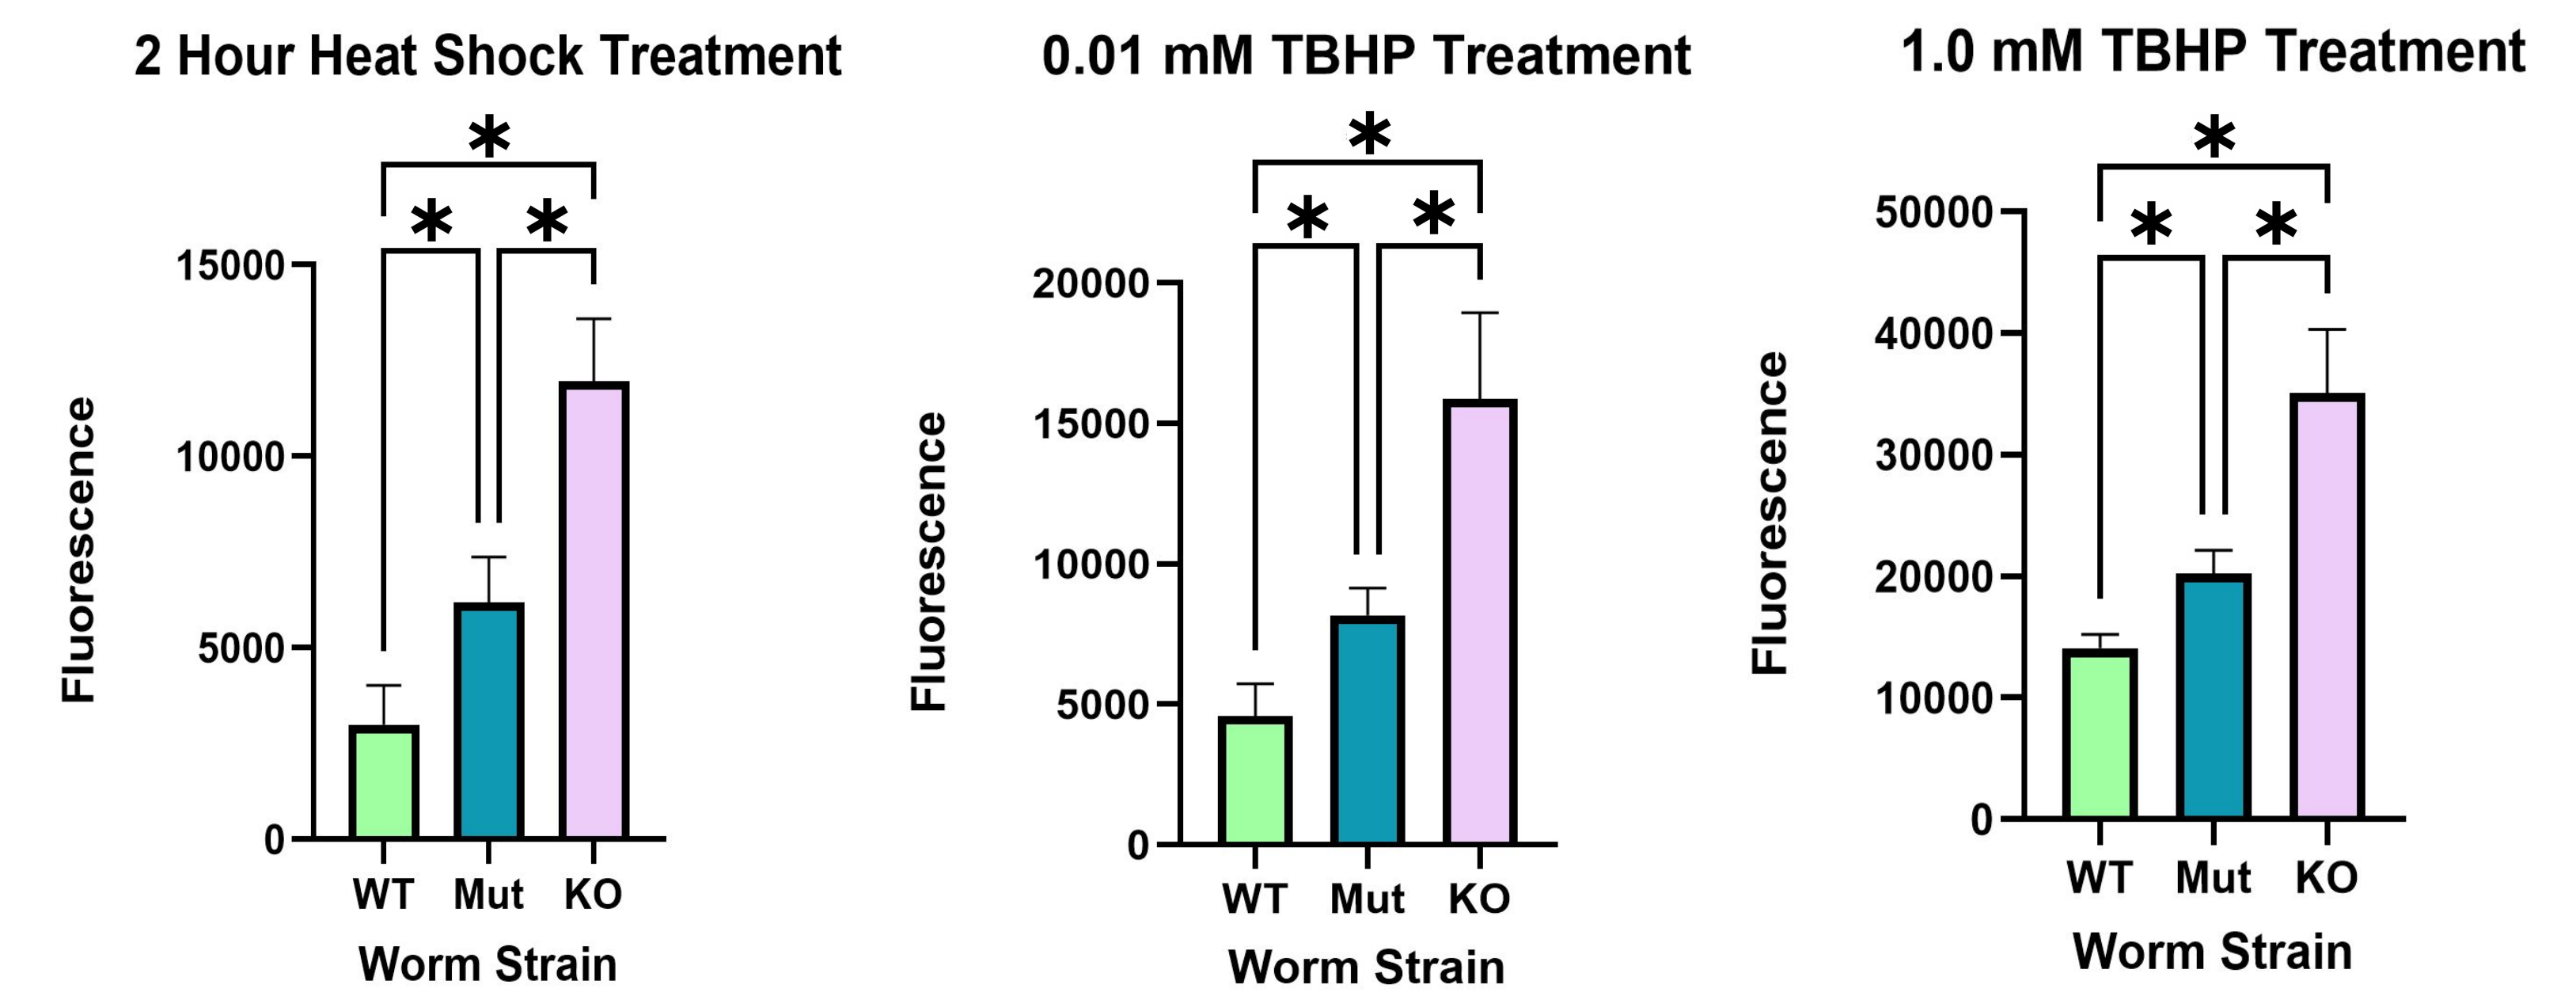 2 Hour Heat Shock Treatment
*
* *
15000
10000
5000
0
Fluorescence
WT Mut KO
Worm Strain
0.01 mM TBHP Treatment
*
* *
20000
15000
10000
5000
0
Fluorescence
WT Mut KO
Worm Strain
1.0 mM TBHP Treatment
*
* *
50000
40000
30000
20000
10000
0
Fluorescence
WT Mut KO
Worm Strain